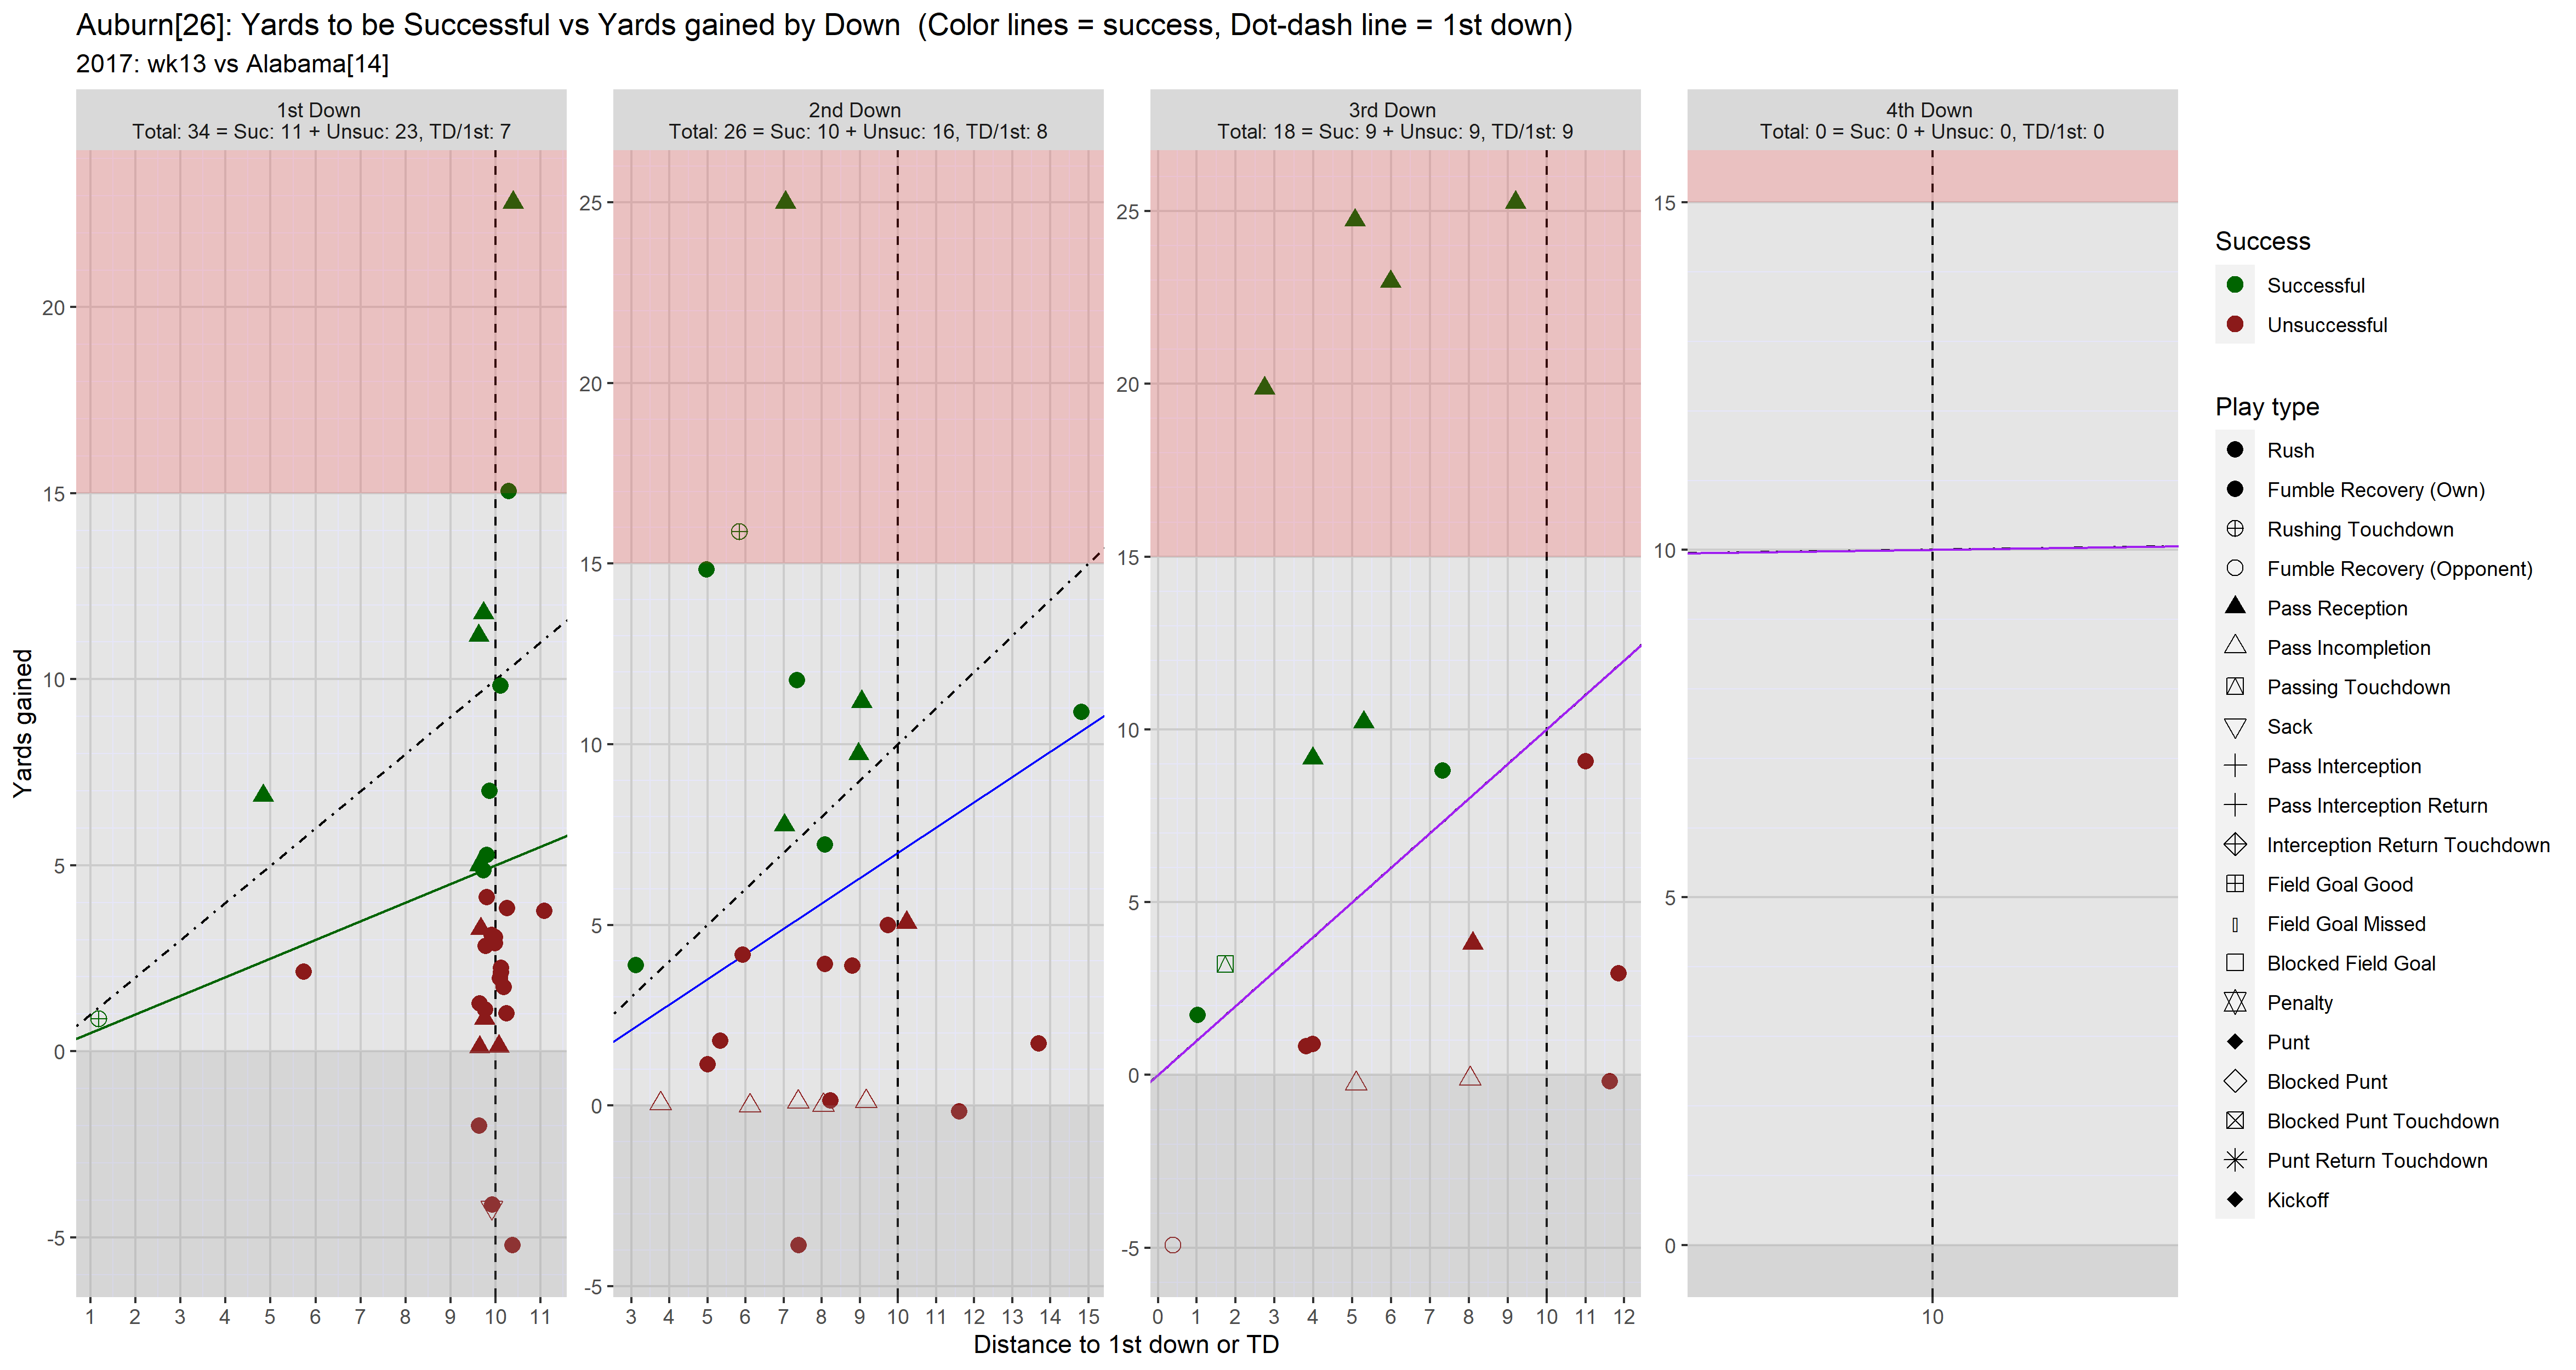 Auburn[26]: Yards to be Successful vs Yards gained by Down  (Color lines = success, Dot-dash line = 1st down)
2017: wk13 vs Alabama[14]
1st Down
Total: 34 = Suc: 11 + Unsuc: 23, TD/1st: 7
2nd Down
Total: 26 = Suc: 10 + Unsuc: 16, TD/1st: 8
3rd Down
Total: 18 = Suc: 9 + Unsuc: 9, TD/1st: 9
4th Down
Total: 0 = Suc: 0 + Unsuc: 0, TD/1st: 0
Yards gained
20
15
10
5
0
-5
1 2 3 4 5 6 7 8 9 10 11
25
20
15
10
5
0
-5
3 4 5 6 7 8 9 10 11 12 13 14 15
25
20
15
10
5
0
-5
0 1 2 3 4 5 6 7 8 9 10 11 12
15
10
5
0
10
Distance to 1st down or TD
Success
Successful
Unsuccessful
Play type
Rush
Fumble Recovery (Own)
Rushing Touchdown
Fumble Recovery (Opponent)
Pass Reception
Pass Incompletion
Passing Touchdown
Sack
Pass Interception
Pass Interception Return
Interception Return Touchdown
Field Goal Good
Field Goal Missed
Blocked Field Goal
Penalty
Punt
Blocked Punt
Blocked Punt Touchdown
Punt Return Touchdown
Kickoff